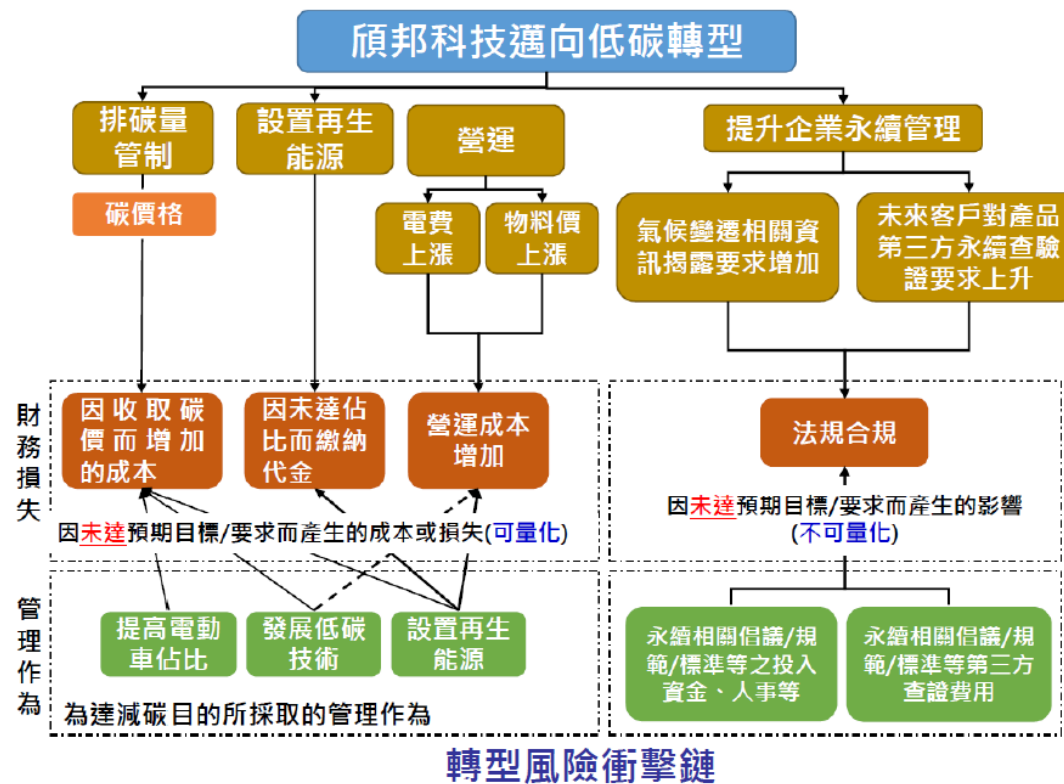 頎邦科技邁向低碳轉型
排碳量
管制
設置再生
能源
營運
提升企業永續管理
碳價格
電費
上漲
物料價
上漲
氣候變遷相關資
訊揭露要求增加
未來客戶對產品
第三方永續查驗
證要求上升
財務損失
因收取碳
價而增加
的成本
因未達佔
比而繳納
代金
營運成本
增加
法規合規
因未達預期目標/要求而產生的成本或損失(可量化)
因未達預期目標/要求而產生的影響
(不可量化)
管理作為
提高電動
車佔比
發展低碳
技術
設置再生
能源
永續相關倡議/規
範/標準等之投入
資金、人事等
永續相關倡議/規
範/標準等第三方
查證費用
為達減碳目的所採取的管理作為
轉型風險衝擊鏈